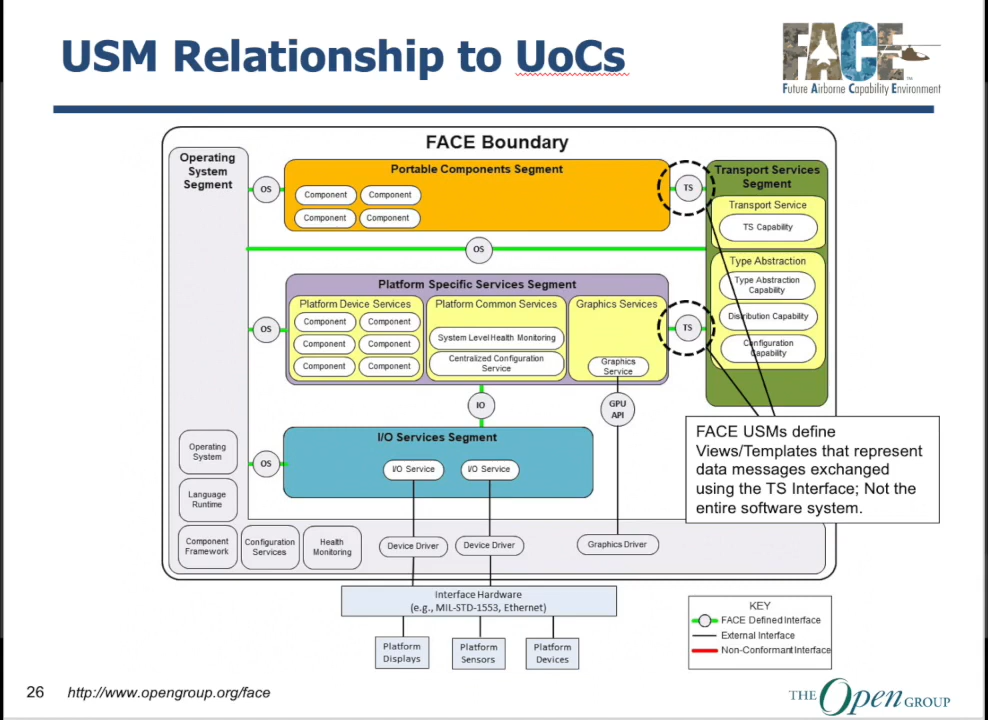 USM Relationship to UoCs
FACE
™
Future Airborne Capability Environment
FACE Boundary
Operating
System
Segment
OS
Portable Components Segment
Component
Component
Component
Component
TS
Transport Services
Segment
Transport Service
TS Capability
OS
Type Abstraction
Type Abstraction
Capability
Distribution Capability
Configuration
Capability
Platform Specific Services Segment
OS
Platform Device Services
Component
Component
Component
Component
Component
Component
Platform Common Services
System Level Health Monitoring
Centralized Configuration
Service
Graphics Services
Graphics
Service
TS
IO
GPU
API
FACE USMs define
Views/Templates that represent
data messages exchanged
using the TS Interface; Not the
entire software system.
I/O Services Segment
OS
I/O Service
I/O Service
Operating
System
Language
Runtime
Component
Framework
Configuration
Services
Health
Monitoring
Device Driver
Device Driver
Graphics Driver
Interface Hardware
(e.g., MIL-STD-1553, Ethernet)
Platform
Displays
Platform
Sensors
Platform
Devices
KEY
FACE Defined Interface
External Interface
Non-Conformant Interface
26
http://www.opengroup.org/face
THE Open GROUP